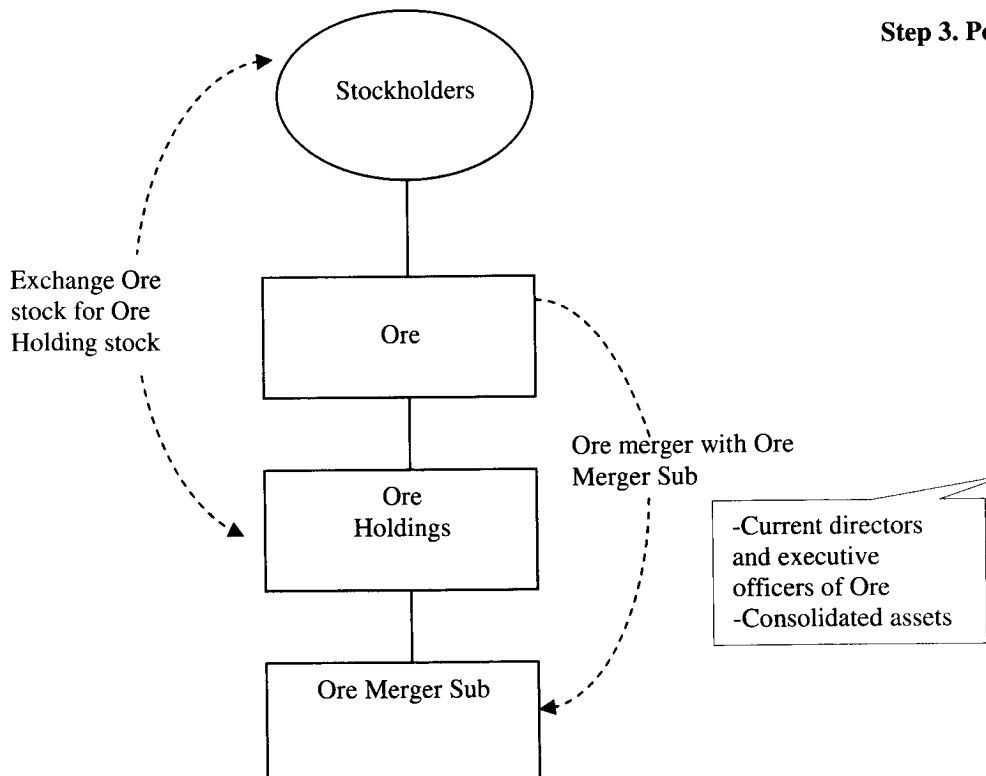 Step 3.
Stockholders
Exchange Ore
stock for Ore
Holding stock
Ore
Ore merger with Ore
Merger Sub
Ore
Holdings
-Current directors
and executive
officers of Ore
-Consolidated assets
Ore Merger Sub